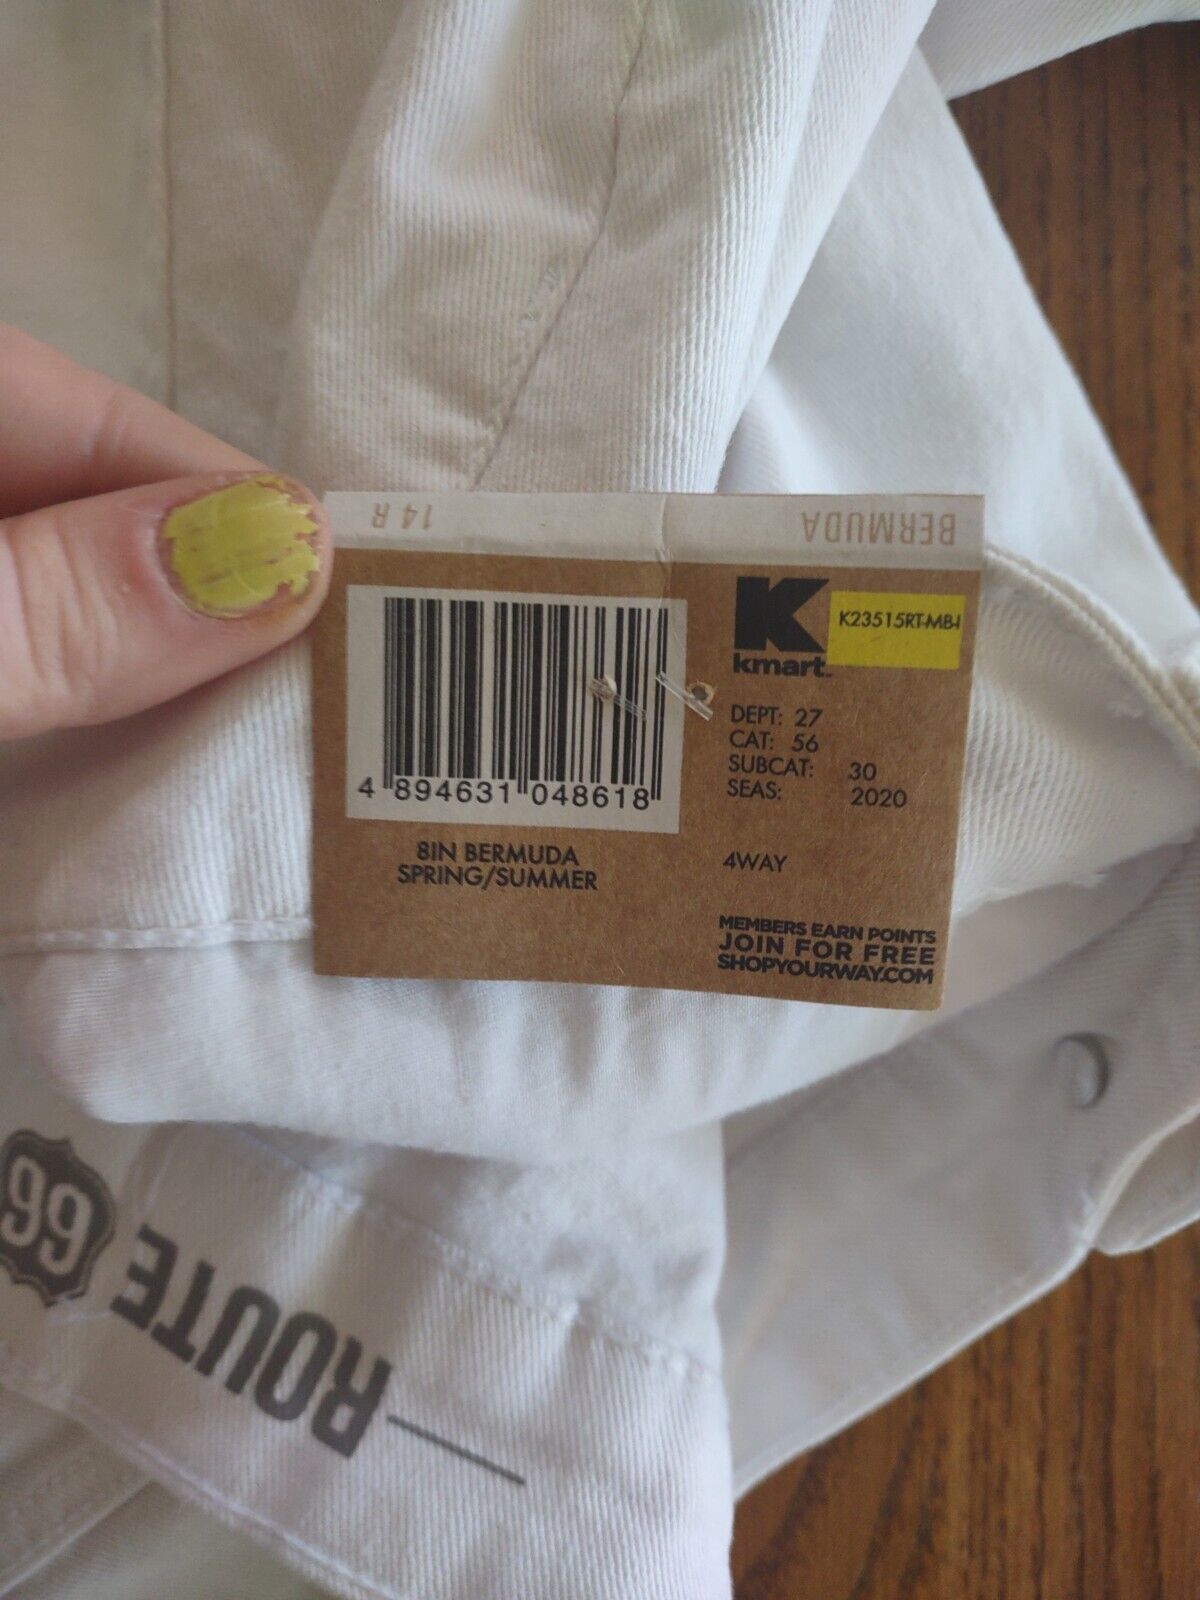 BERMUDA 14 R
K
kmart
K23515RT-MB-I
DEPT: 27
CAT: 56
SUBCAT: 30
SEAS: 2020
4 894631 048618
8IN BERMUDA
SPRING/SUMMER
4WAY
MEMBERS EARN POINTS
JOIN FOR FREE
SHOPYOURWAY.COM
ROUTE 66